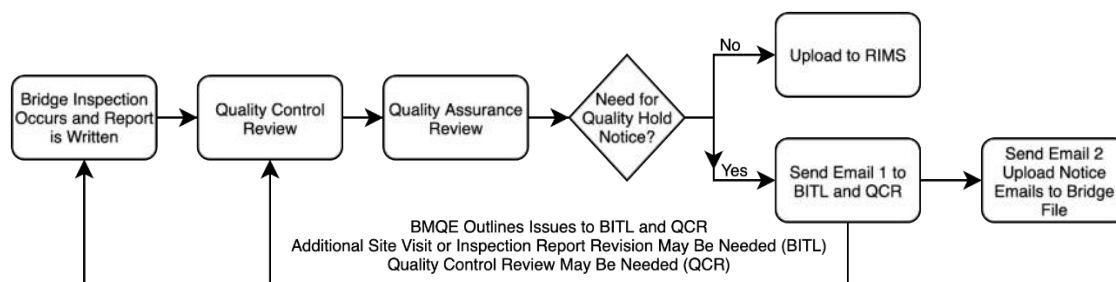 Bridge Inspection
Occurs and Report
is Written
Quality Control
Review
Quality Assurance
Review
Need for
Quality Hold
Notice?
No
Upload to RIMS
Yes
Send Email 1 to
BITL and QCR
Send Email 2
Upload Notice
Emails to Bridge
File
BMQE Outlines Issues to BITL and QCR
Additional Site Visit or Inspection Report Revision May Be Needed (BITL)
Quality Control Review May Be Needed (QCR)